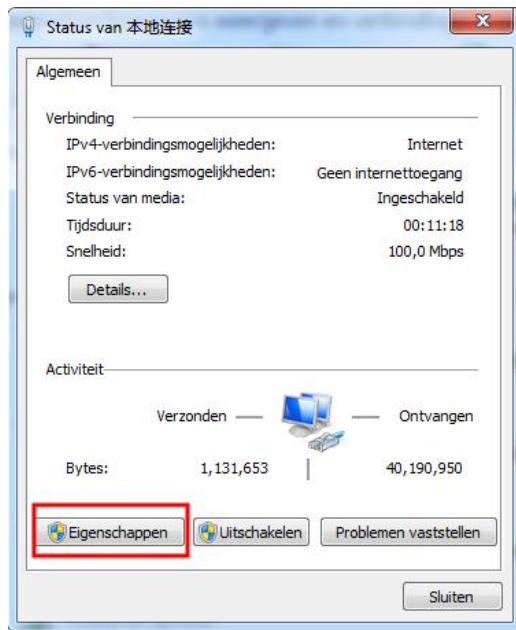 Status van 本地连接
Algemeen
Verbinding
IPv4-verbindingsmogelijkheden: Internet
IPv6-verbindingsmogelijkheden: Geen internettoegang
Status van media: Ingeschakeld
Tijdsduur: 00:11:18
Snelheid: 100,0 Mbps
Details...
Activiteit
Verzonden Ontvangen
Bytes: 1,131,653 40,190,950
Eigenschappen Uitschakelen Problemen vaststellen
Sluiten